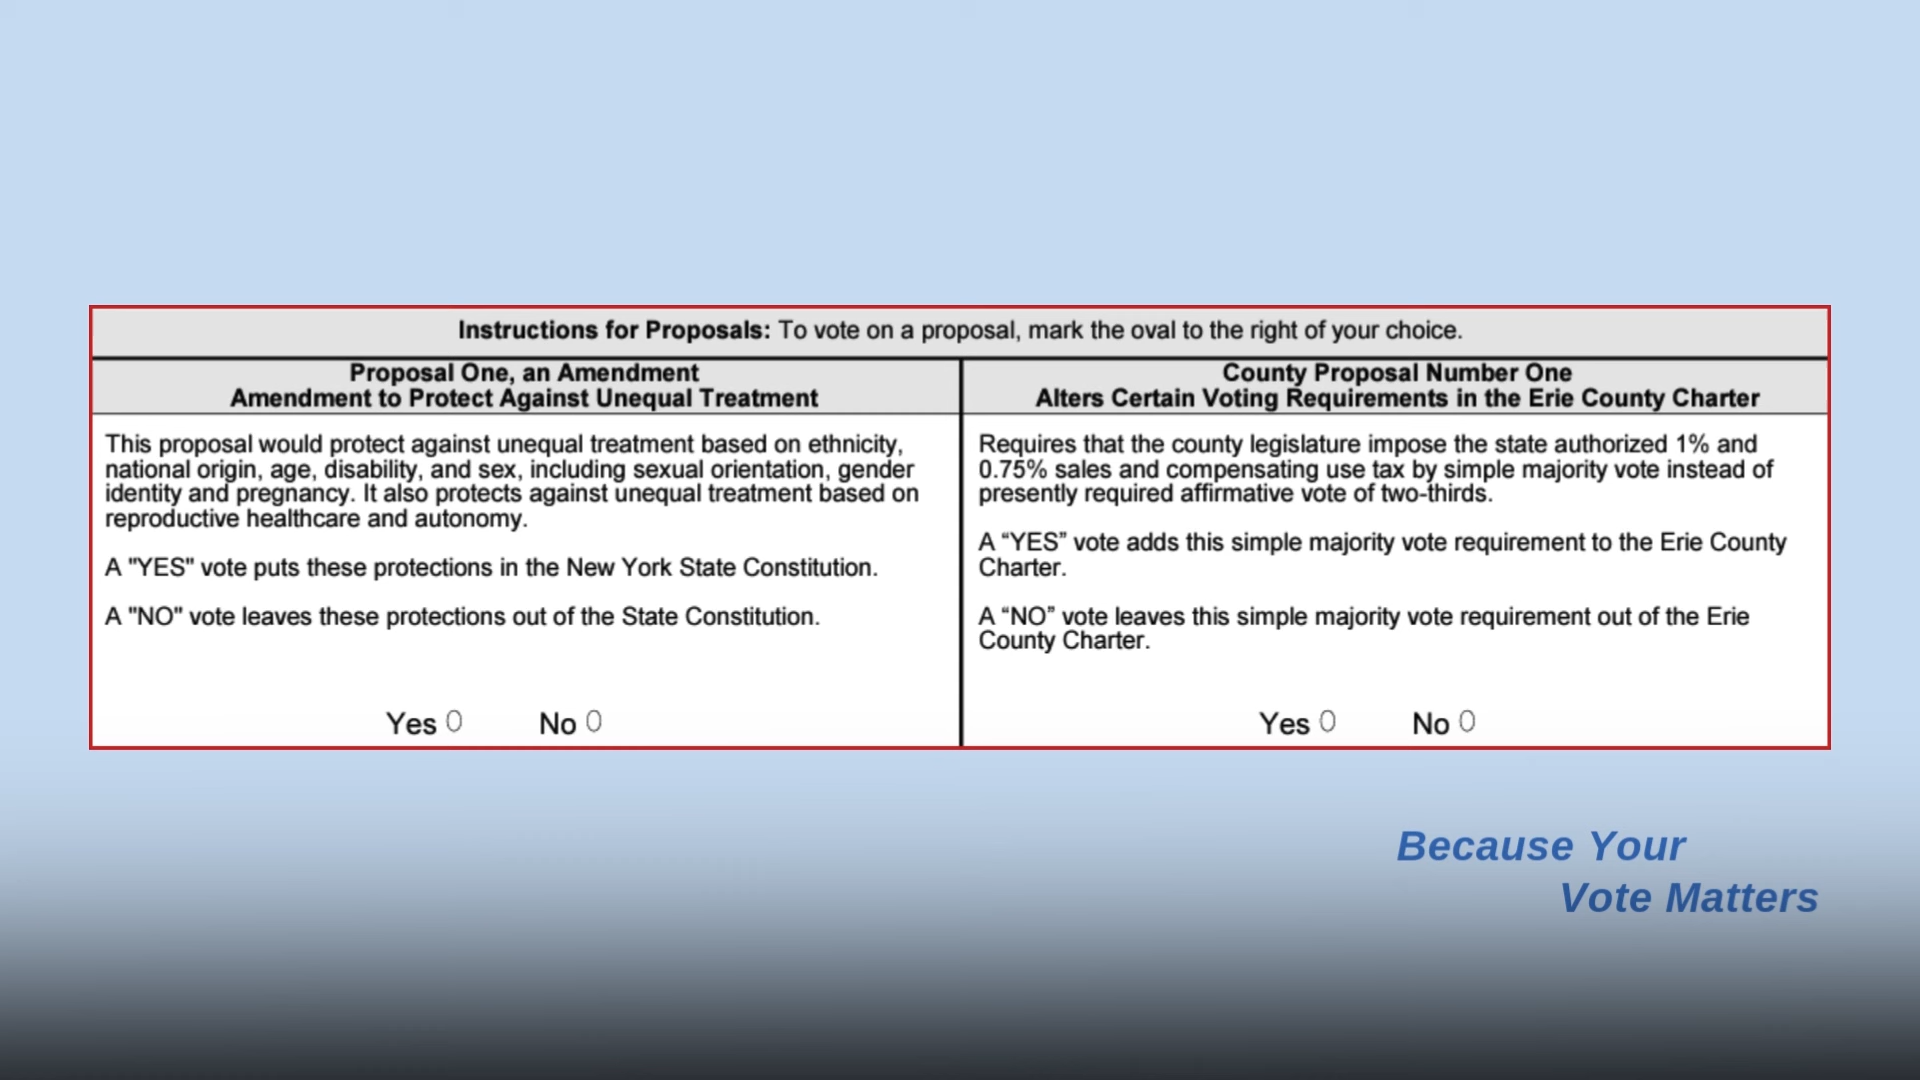 Instructions for Proposals: To vote on a proposal, mark the oval to the right of your choice.
Proposal One, an Amendment
Amendment to Protect Against Unequal Treatment
This proposal would protect against unequal treatment based on ethnicity,
national origin, age, disability, and sex, including sexual orientation, gender
identity and pregnancy. It also protects against unequal treatment based on
reproductive healthcare and autonomy.
A "YES" vote puts these protections in the New York State Constitution.
A "NO" vote leaves these protections out of the State Constitution.
Yes No
County Proposal Number One
Alters Certain Voting Requirements in the Erie County Charter
Requires that the county legislature impose the state authorized 1% and
0.75% sales and compensating use tax by simple majority vote instead of
presently required affirmative vote of two-thirds.
A “YES” vote adds this simple majority vote requirement to the Erie County
Charter.
A “NO” vote leaves this simple majority vote requirement out of the Erie
County Charter.
Yes No
Because Your
Vote Matters